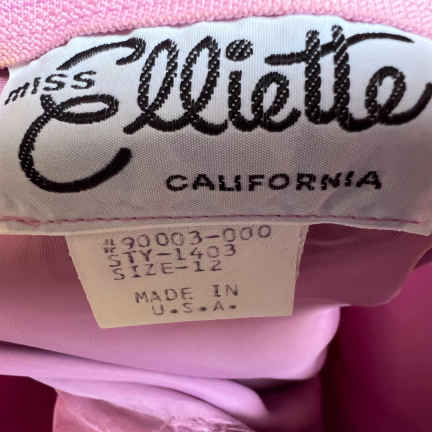 mISS
Elliette
CALIFORNIA
#90003-000
STY-1403
SIZE-12
MADE IN
U.S.A.